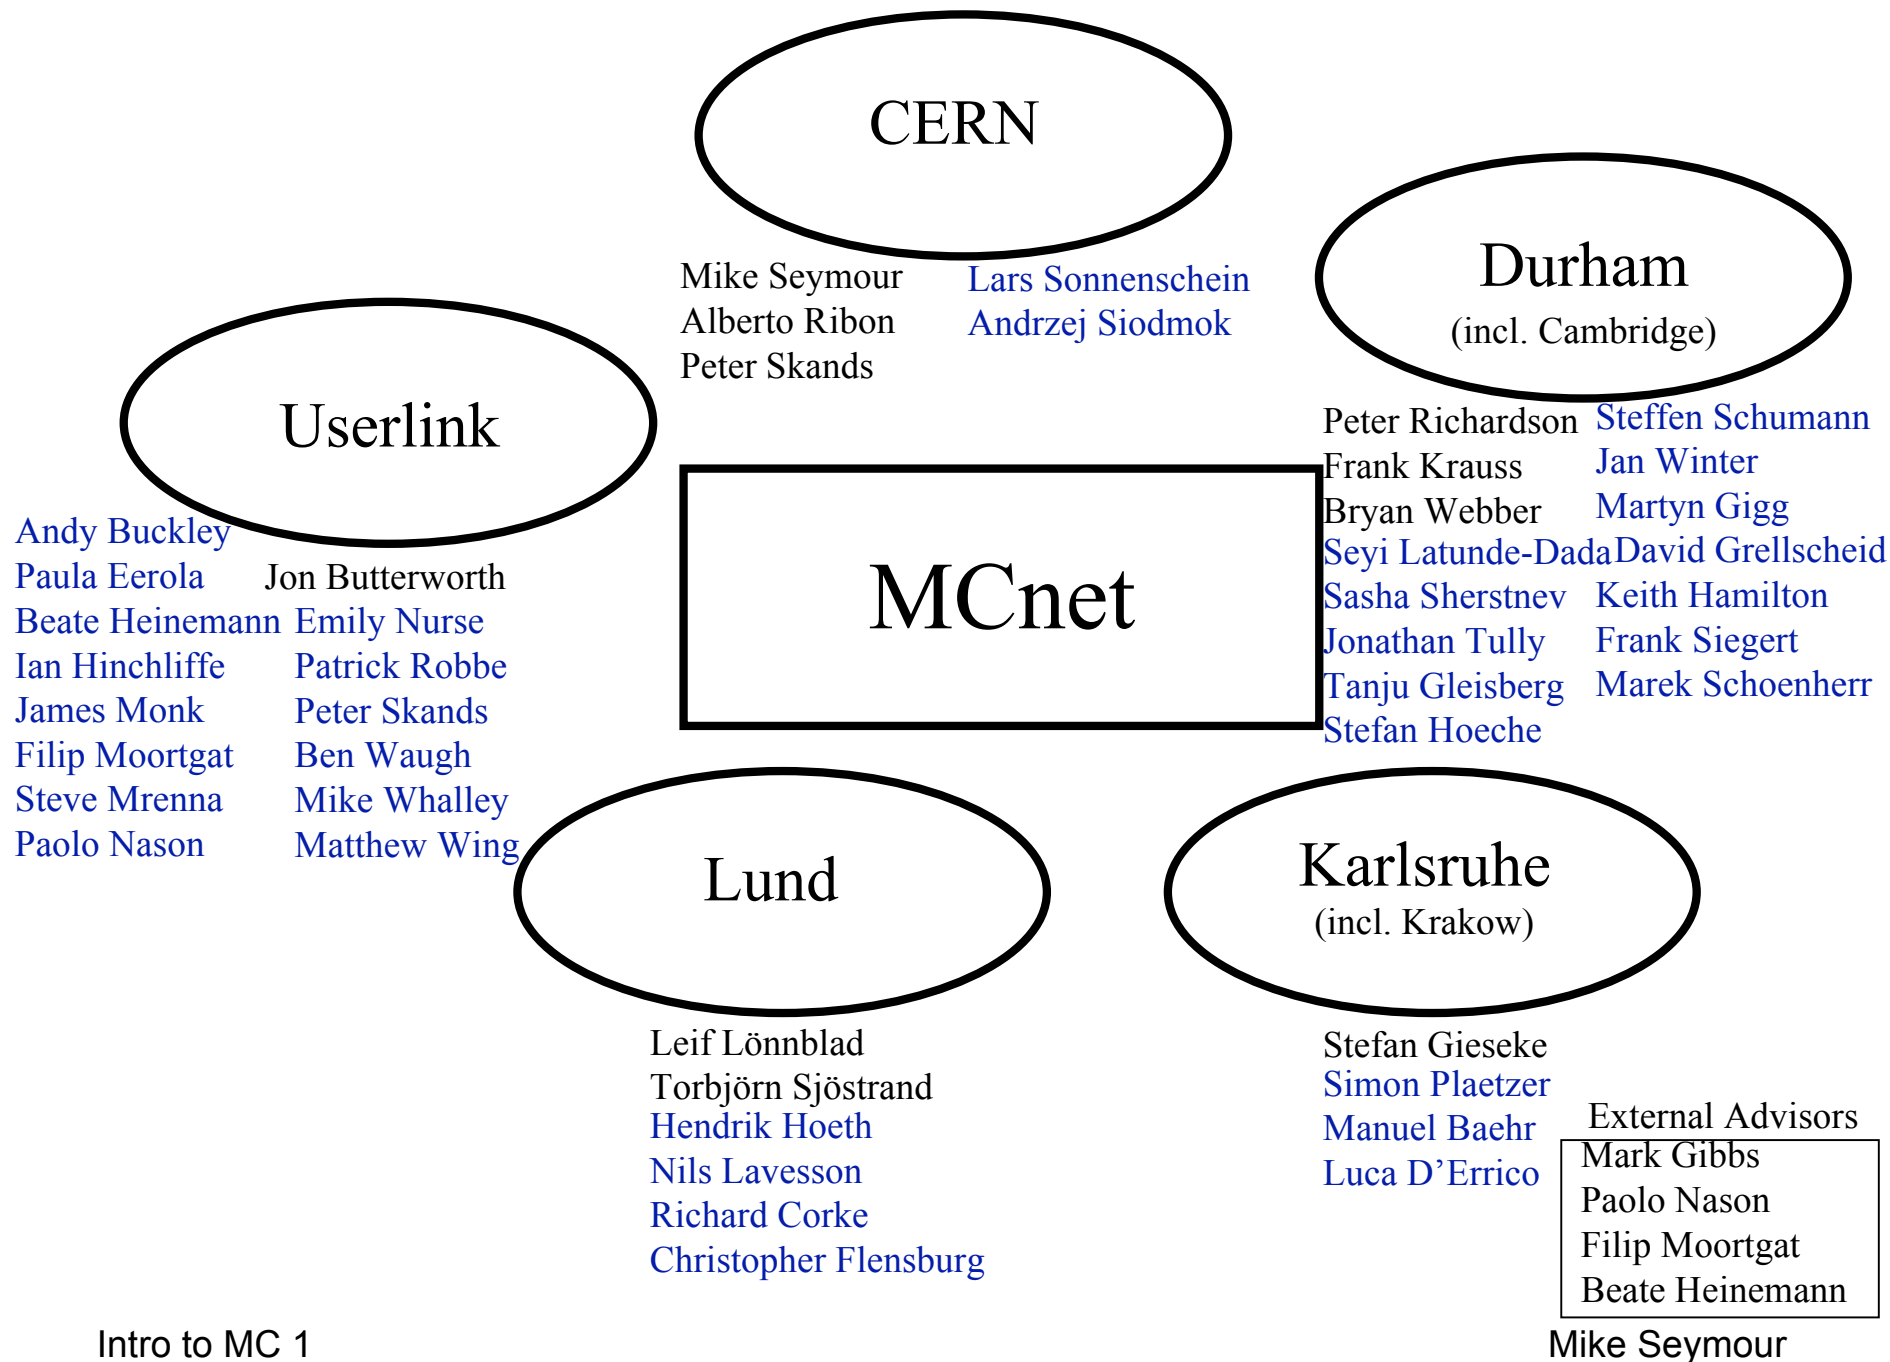 CERN
Mike Seymour
Alberto Ribon
Peter Skands
Lars Sonnenschein
Andrzej Siodmok
Durham
(incl. Cambridge)
Peter Richardson
Frank Krauss
Bryan Webber
Seyi Latunde-Dada
Sasha Sherstnev
Jonathan Tully
Tanju Gleisberg
Stefan Hoeche
Steffen Schumann
Jan Winter
Martyn Gigg
David Grellscheid
Keith Hamilton
Frank Siegert
Marek Schoenherr
Userlink
Andy Buckley
Paula Eerola
Beate Heinemann
Ian Hinchliffe
James Monk
Filip Moortgat
Steve Mrenna
Paolo Nason
Jon Butterworth
Emily Nurse
Patrick Robbe
Peter Skands
Ben Waugh
Mike Whalley
Matthew Wing
MCnet
Lund
Leif Lönnblad
Torbjörn Sjöstrand
Hendrik Hoeth
Nils Lavesson
Richard Corke
Christopher Flensburg
Karlsruhe
(incl. Krakow)
Stefan Gieseke
Simon Plaetzer
Manuel Baehr
Luca D’Errico
External Advisors
Mark Gibbs
Paolo Nason
Filip Moortgat
Beate Heinemann
Intro to MC 1
Mike Seymour